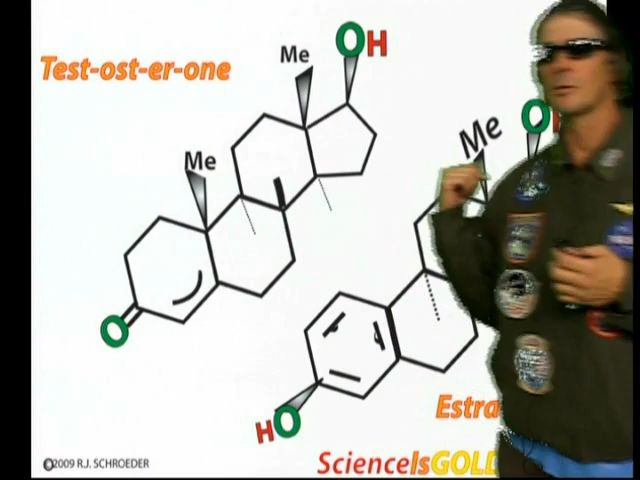 Test-ost-er-one
Me
OH
Me
O
Me
O
HO
Estra
ScienceIsGOLD
©2009 R.J. SCHROEDER